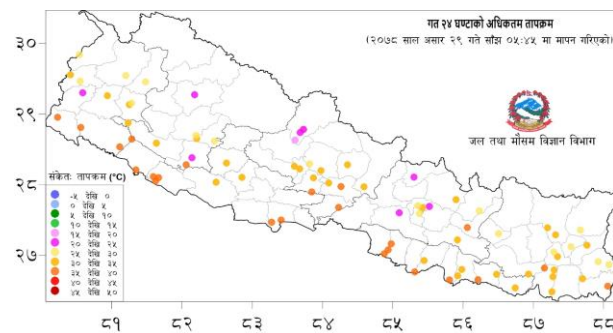 गत २४ घण्टाको अधिकतम तापक्रम
(२०७८ साल असार २९ गते साँझ ०५:४५ मा मापन गरिएको)
जल तथा मौसम विज्ञान विभाग
३०
२९
२८
२७
संकेतः तापक्रम (°C)
-५ देखि ०
० देखि ५
५ देखि १०
१० देखि १५
१५ देखि २०
२० देखि २५
२५ देखि ३०
३० देखि ३५
३५ देखि ४०
४० देखि ४५
४५ देखि ५०
८१ ८२ ८३ ८४ ८५ ८६ ८७ ८८